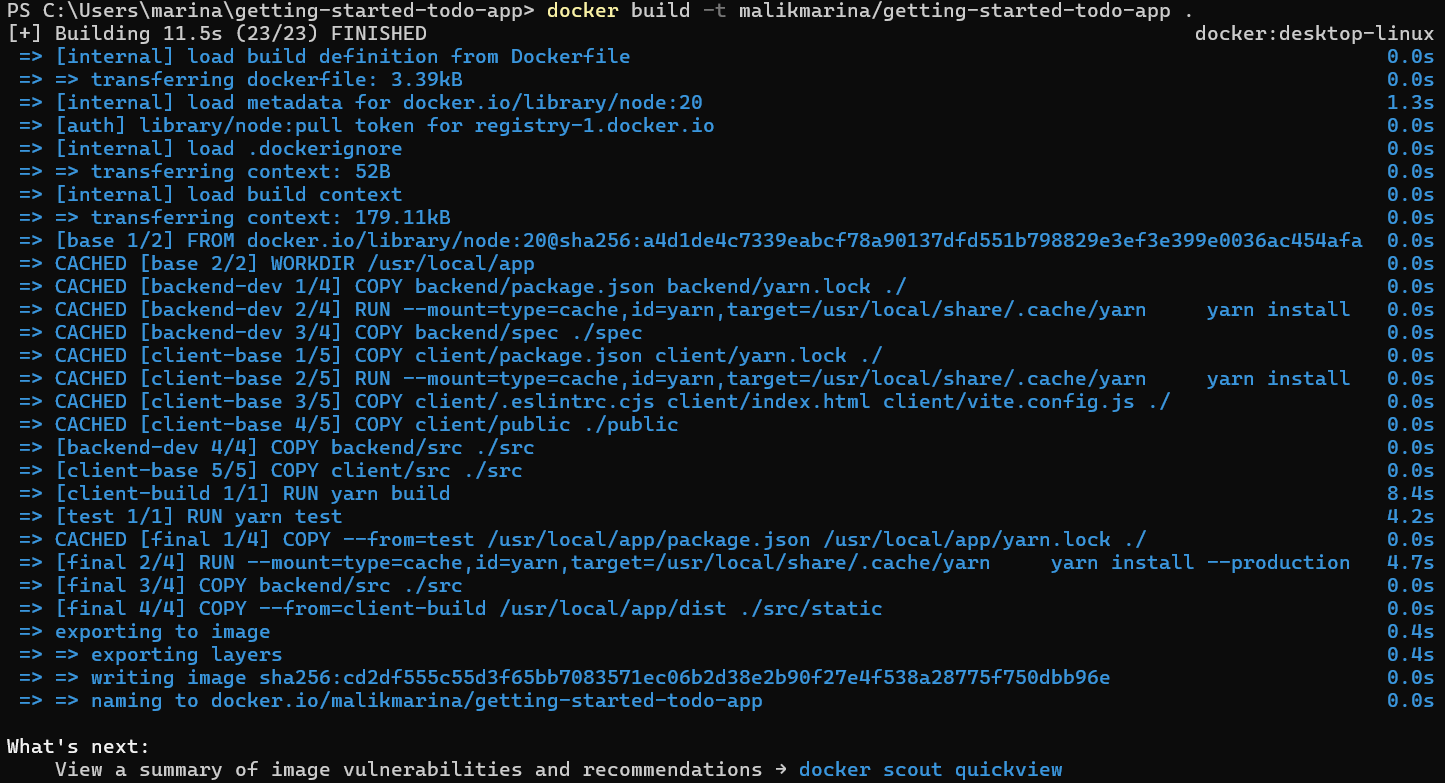 PS C:\Users\marina\getting-started-todo-app> docker build -t malikmarina/getting-started-todo-app .
[+] Building 11.5s (23/23) FINISHED docker:desktop-linux
=> [internal] load build definition from Dockerfile 0.0s
=> => transferring dockerfile: 3.39kB 0.0s
=> [internal] load metadata for docker.io/library/node:20 1.3s
=> [auth] library/node:pull token for registry-1.docker.io 0.0s
=> [internal] load .dockerignore 0.0s
=> => transferring context: 52B 0.0s
=> [internal] load build context 0.0s
=> => transferring context: 179.11kB 0.0s
=> [base 1/2] FROM docker.io/library/node:20@sha256:a4d1de4c7339eabcf78a90137dfd551b798829e3ef3e399e0036ac454afa 0.0s
=> CACHED [base 2/2] WORKDIR /usr/local/app 0.0s
=> CACHED [backend-dev 1/4] COPY backend/package.json backend/yarn.lock ./ 0.0s
=> CACHED [backend-dev 2/4] RUN --mount=type=cache,id=yarn,target=/usr/local/share/.cache/yarn yarn install 0.0s
=> CACHED [backend-dev 3/4] COPY backend/spec ./spec 0.0s
=> CACHED [client-base 1/5] COPY client/package.json client/yarn.lock ./ 0.0s
=> CACHED [client-base 2/5] RUN --mount=type=cache,id=yarn,target=/usr/local/share/.cache/yarn yarn install 0.0s
=> CACHED [client-base 3/5] COPY client/.eslintrc.cjs client/index.html client/vite.config.js ./ 0.0s
=> CACHED [client-base 4/5] COPY client/public ./public 0.0s
=> [backend-dev 4/4] COPY backend/src ./src 0.0s
=> [client-base 5/5] COPY client/src ./src 0.0s
=> [client-build 1/1] RUN yarn build 8.4s
=> [test 1/1] RUN yarn test 4.2s
=> CACHED [final 1/4] COPY --from=test /usr/local/app/package.json /usr/local/app/yarn.lock ./ 0.0s
=> [final 2/4] RUN --mount=type=cache,id=yarn,target=/usr/local/share/.cache/yarn yarn install --production 4.7s
=> [final 3/4] COPY backend/src ./src 0.0s
=> [final 4/4] COPY --from=client-build /usr/local/app/dist ./src/static 0.0s
=> exporting to image 0.4s
=> => exporting layers 0.4s
=> => writing image sha256:cd2df555c55d3f65bb7083571ec06b2d38e2b90f27e4f538a28775f750dbb96e 0.0s
=> => naming to docker.io/malikmarina/getting-started-todo-app 0.0s
What's next:
View a summary of image vulnerabilities and recommendations → docker scout quickview